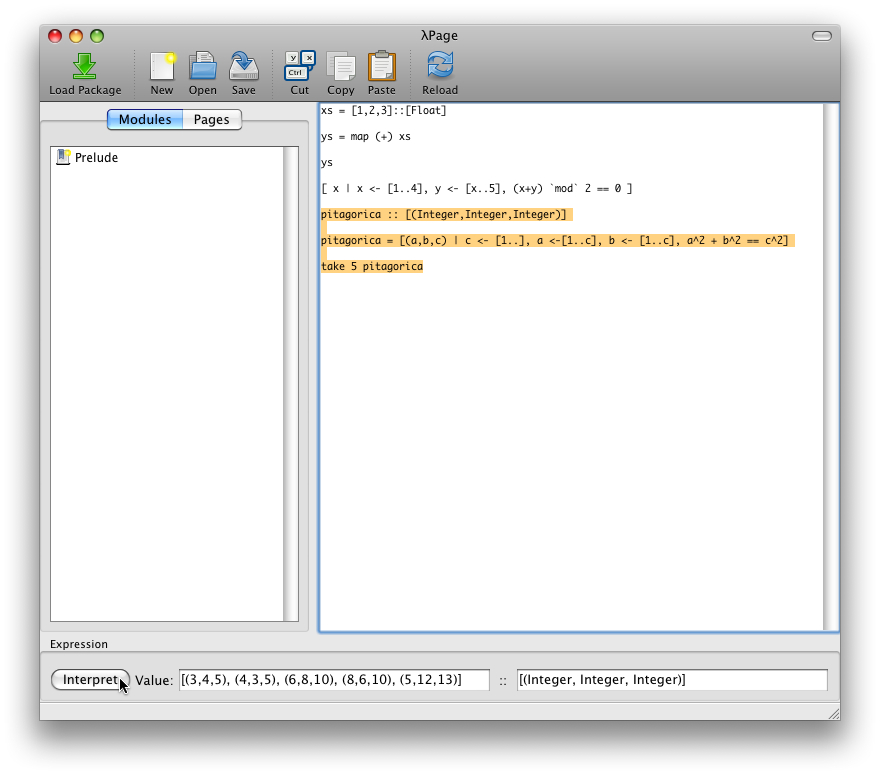 λPage
Load Package New Open Save Cut Copy Paste Reload
y x
Ctrl
Modules Pages
Prelude
xs = [1,2,3]::[Float]
ys = map (+) xs
ys
[ x | x <- [1..4], y <- [x..5], (x+y) `mod` 2 == 0 ]
pitagorica :: [(Integer,Integer,Integer)]
pitagorica = [(a,b,c) | c <- [1..], a <-[1..c], b <- [1..c], a^2 + b^2 == c^2]
take 5 pitagorica
Expression
Interpret Value: [(3,4,5), (4,3,5), (6,8,10), (8,6,10), (5,12,13)] :: [(Integer, Integer, Integer)]